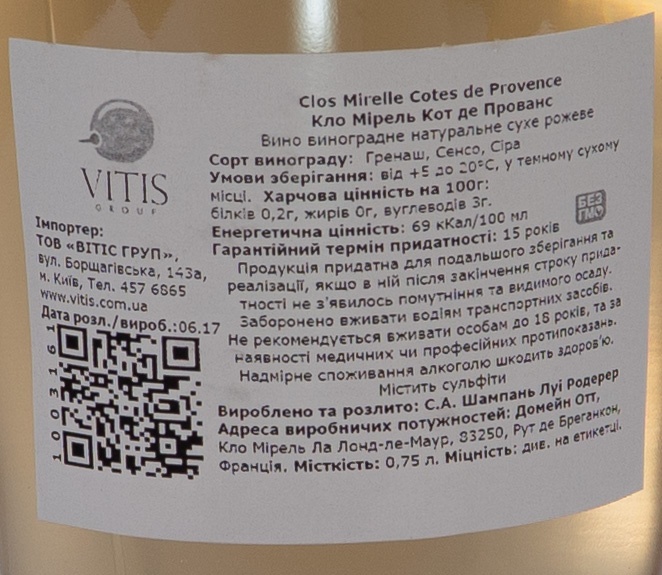 VITIS
GROUP
Імпортер:
ТОВ «ВІТІС ГРУП»,
вул. Борщагівська, 143а,
м. Київ, Тел. 457 6865
www.vitis.com.ua
Дата розл./вироб.:06.17
1003161
Clos Mirelle Cotes de Provence
Кло Мірель Кот де Прованс
Вино виноградне натуральне сухе рожеве
Сорт винограду: Гренаш, Сенсо, Сіра
Умови зберігання: від +5 до 20°С, у темному сухому
місці. Харчова цінність на 100г:
білків 0,2г, жирів 0г, вуглеводів 3г.
Енергетична цінність: 69 кКал/100 мл
Гарантійний термін придатності: 15 років
БЕЗ
ГМО
Продукція придатна для подальшого зберігання та
реалізації, якщо в ній після закінчення строку прида-
тності не з'явилось помутніння та видимого осаду.
Заборонено вживати водіям транспортних засобів.
Не рекомендується вживати особам до 18 років, та за
наявності медичних чи професійних протипоказань.
Надмірне споживання алкоголю шкодить здоров'ю.
Містить сульфіти
Вироблено та розлито: С.А. Шампань Луі Родерер
Адреса виробничих потужностей: Домейн Отт,
Кло Мірель Ла Лонд-ле-Маур, 83250, Рут де Бреганкон,
Франція. Місткість: 0,75 л. Міцність: див. на етикетці.